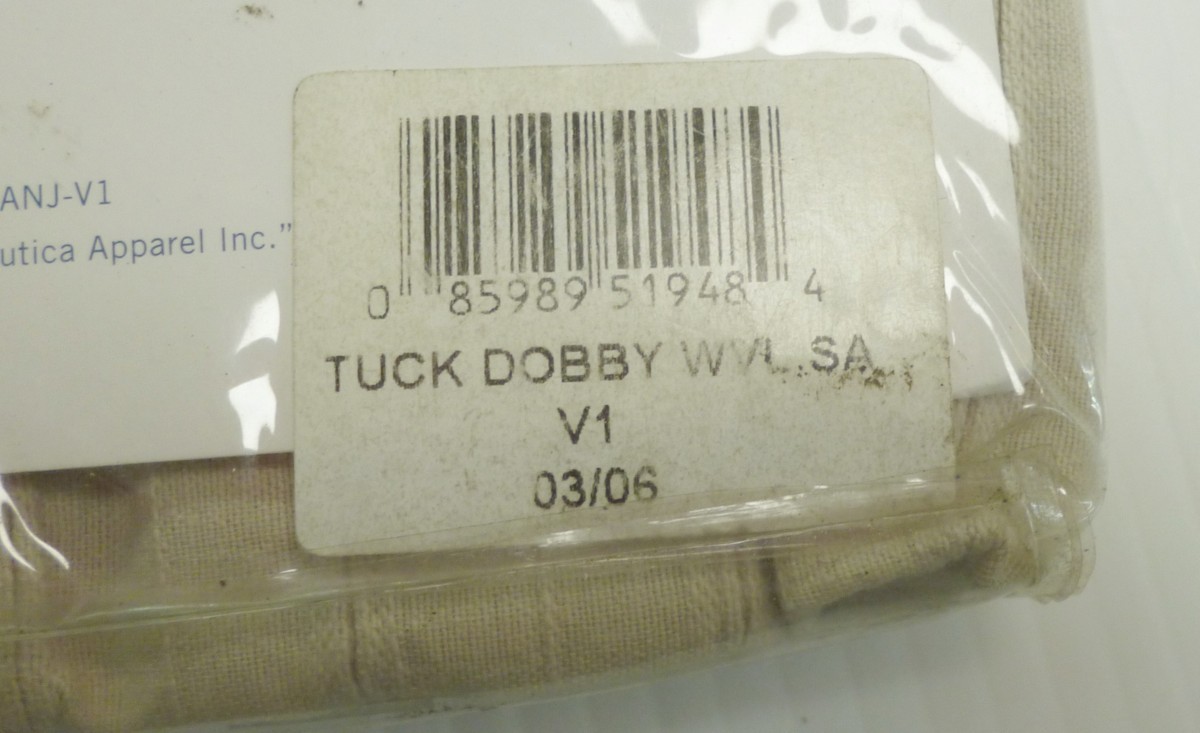 ANJ-V1
utica Apparel Inc.”
0 85989 51948 4
TUCK DOBBY WVL.SA
V1
03/06